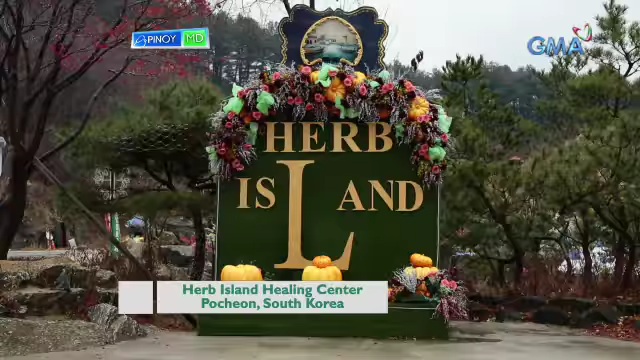 PINOY MD
GMA
HERB
ISLAND
Herb Island Healing Center
Pocheon, South Korea